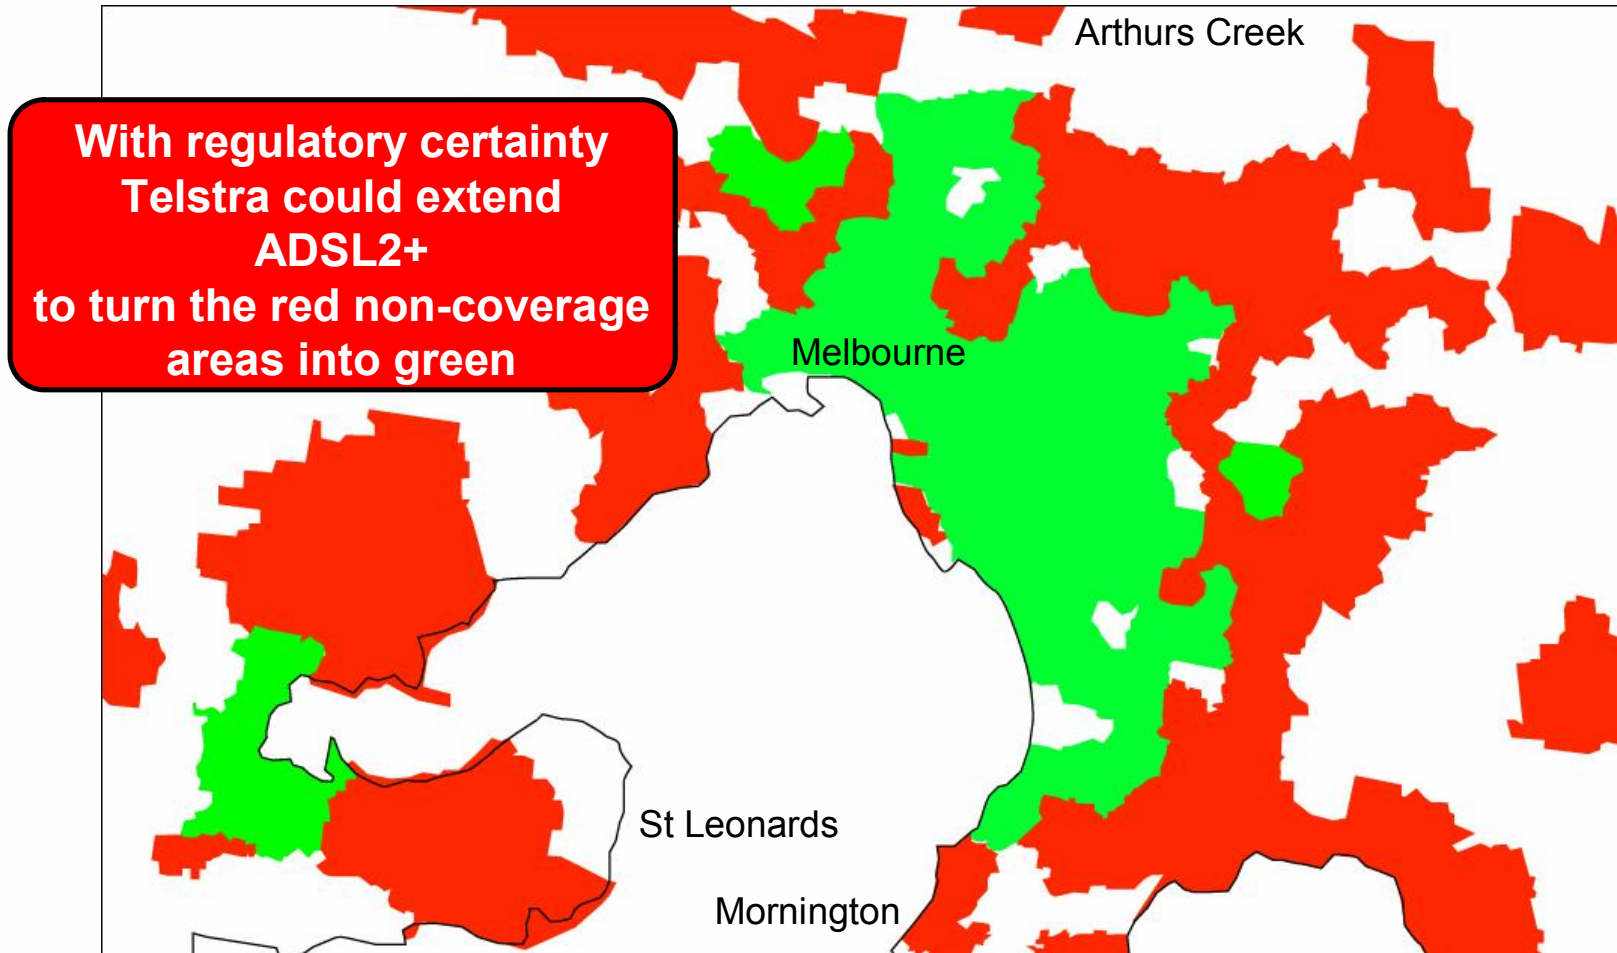 Arthurs Creek
With regulatory certainty
Telstra could extend
ADSL2+
to turn the red non-coverage
areas into green
Melbourne
St Leonards
Mornington